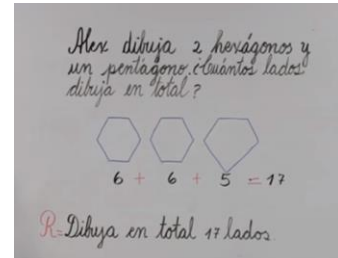 Alex dibuja 2 hexágonos y
un pentágono. ¿Cuántos lados
dibuja en total?
6 + 6 + 5 = 17
R= Dibuja en total 17 lados.